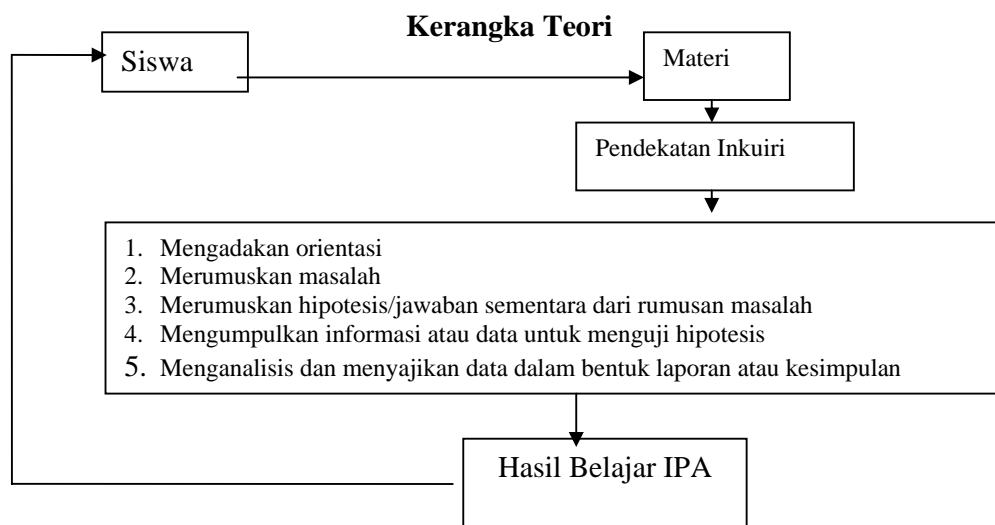 Kerangka Teori
Siswa
Materi
Pendekatan Inkuiri
1. Mengadakan orientasi
2. Merumuskan masalah
3. Merumuskan hipotesis/jawaban sementara dari rumusan masalah
4. Mengumpulkan informasi atau data untuk menguji hipotesis
5. Menganalisis dan menyajikan data dalam bentuk laporan atau kesimpulan
Hasil Belajar IPA